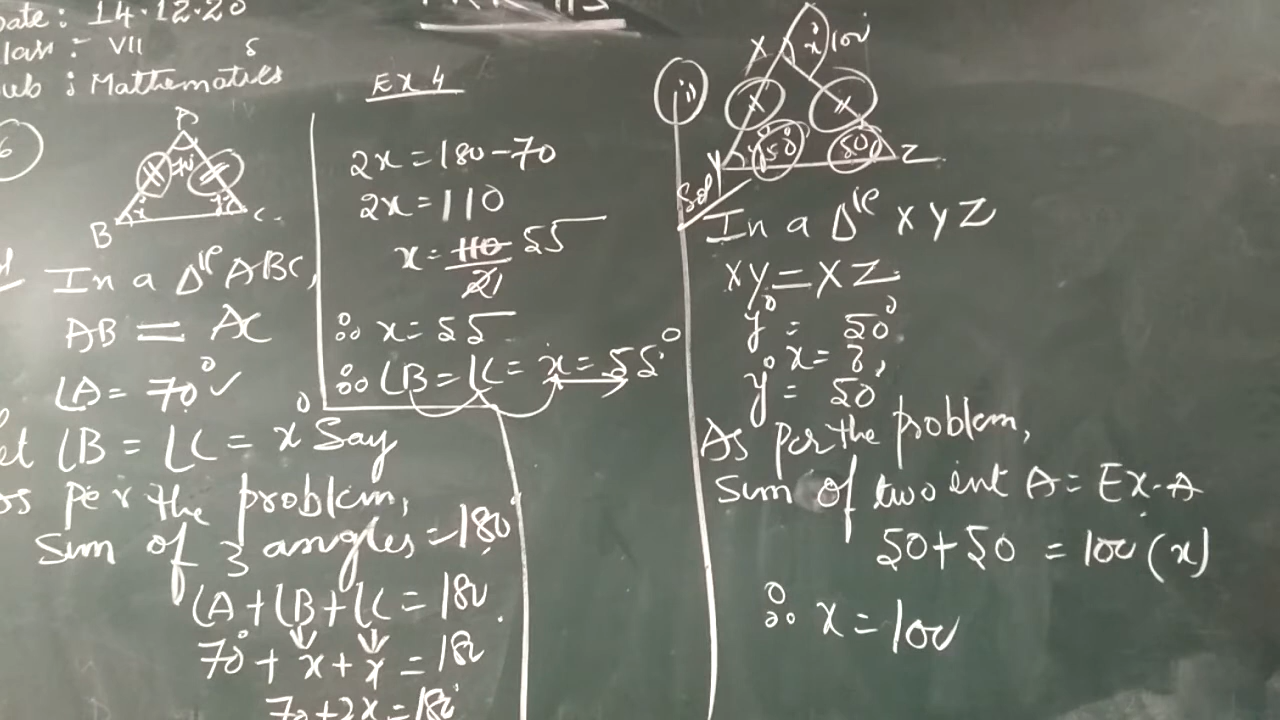 Date : 14.12.20
Class :- VII
Sub : Mathematics
Ex 4
6
A
70
B x° x° C
In a Δle ABC,
AB = AC
∠A = 70° ✓
Let ∠B = ∠C = x° Say
As per the problem,
Sum of 3 angles = 180°
∠A + ∠B + ∠C = 180
70° + x + x = 180
70 + 2x = 180
2x = 180 - 70
2x = 110
x = 110/2 55
∴ x = 55
∴ ∠B = ∠C = x = 55°
ii)
X x° 100
Y y° 50° 50° Z
Sol
In a Δle XYZ
XY = XZ
y° = 50°
x° = ?,
y° = 50
As per the problem,
Sum of two int A = Ex.A
50 + 50 = 100 (x)
∴ x = 100